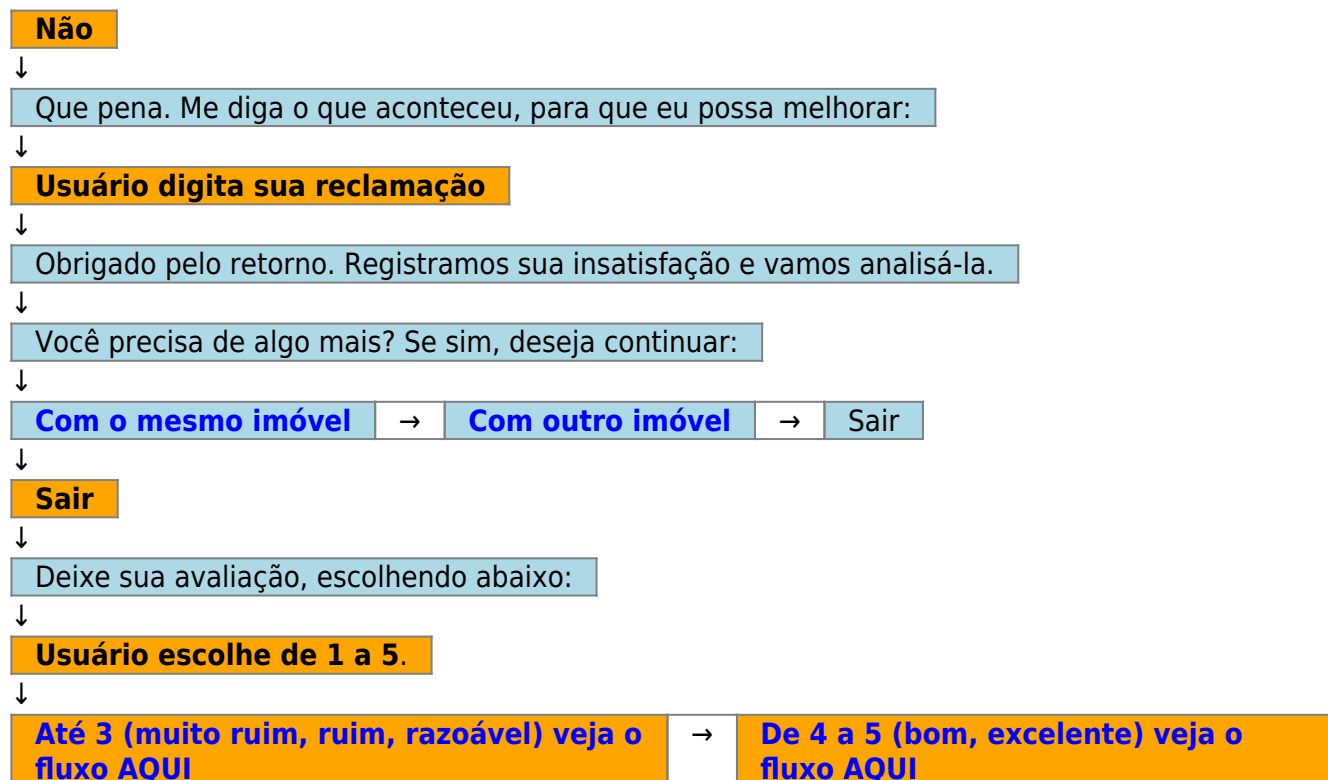 Não
↓
Que pena. Me diga o que aconteceu, para que eu possa melhorar:
↓
Usuário digita sua reclamação
↓
Obrigado pelo retorno. Registramos sua insatisfação e vamos analisá-la.
↓
Você precisa de algo mais? Se sim, deseja continuar:
↓
Com o mesmo imóvel → Com outro imóvel → Sair
↓
Sair
↓
Deixe sua avaliação, escolhendo abaixo:
↓
Usuário escolhe de 1 a 5.
↓
Até 3 (muito ruim, ruim, razoável) veja o
fluxo AQUI
→
De 4 a 5 (bom, excelente) veja o
fluxo AQUI